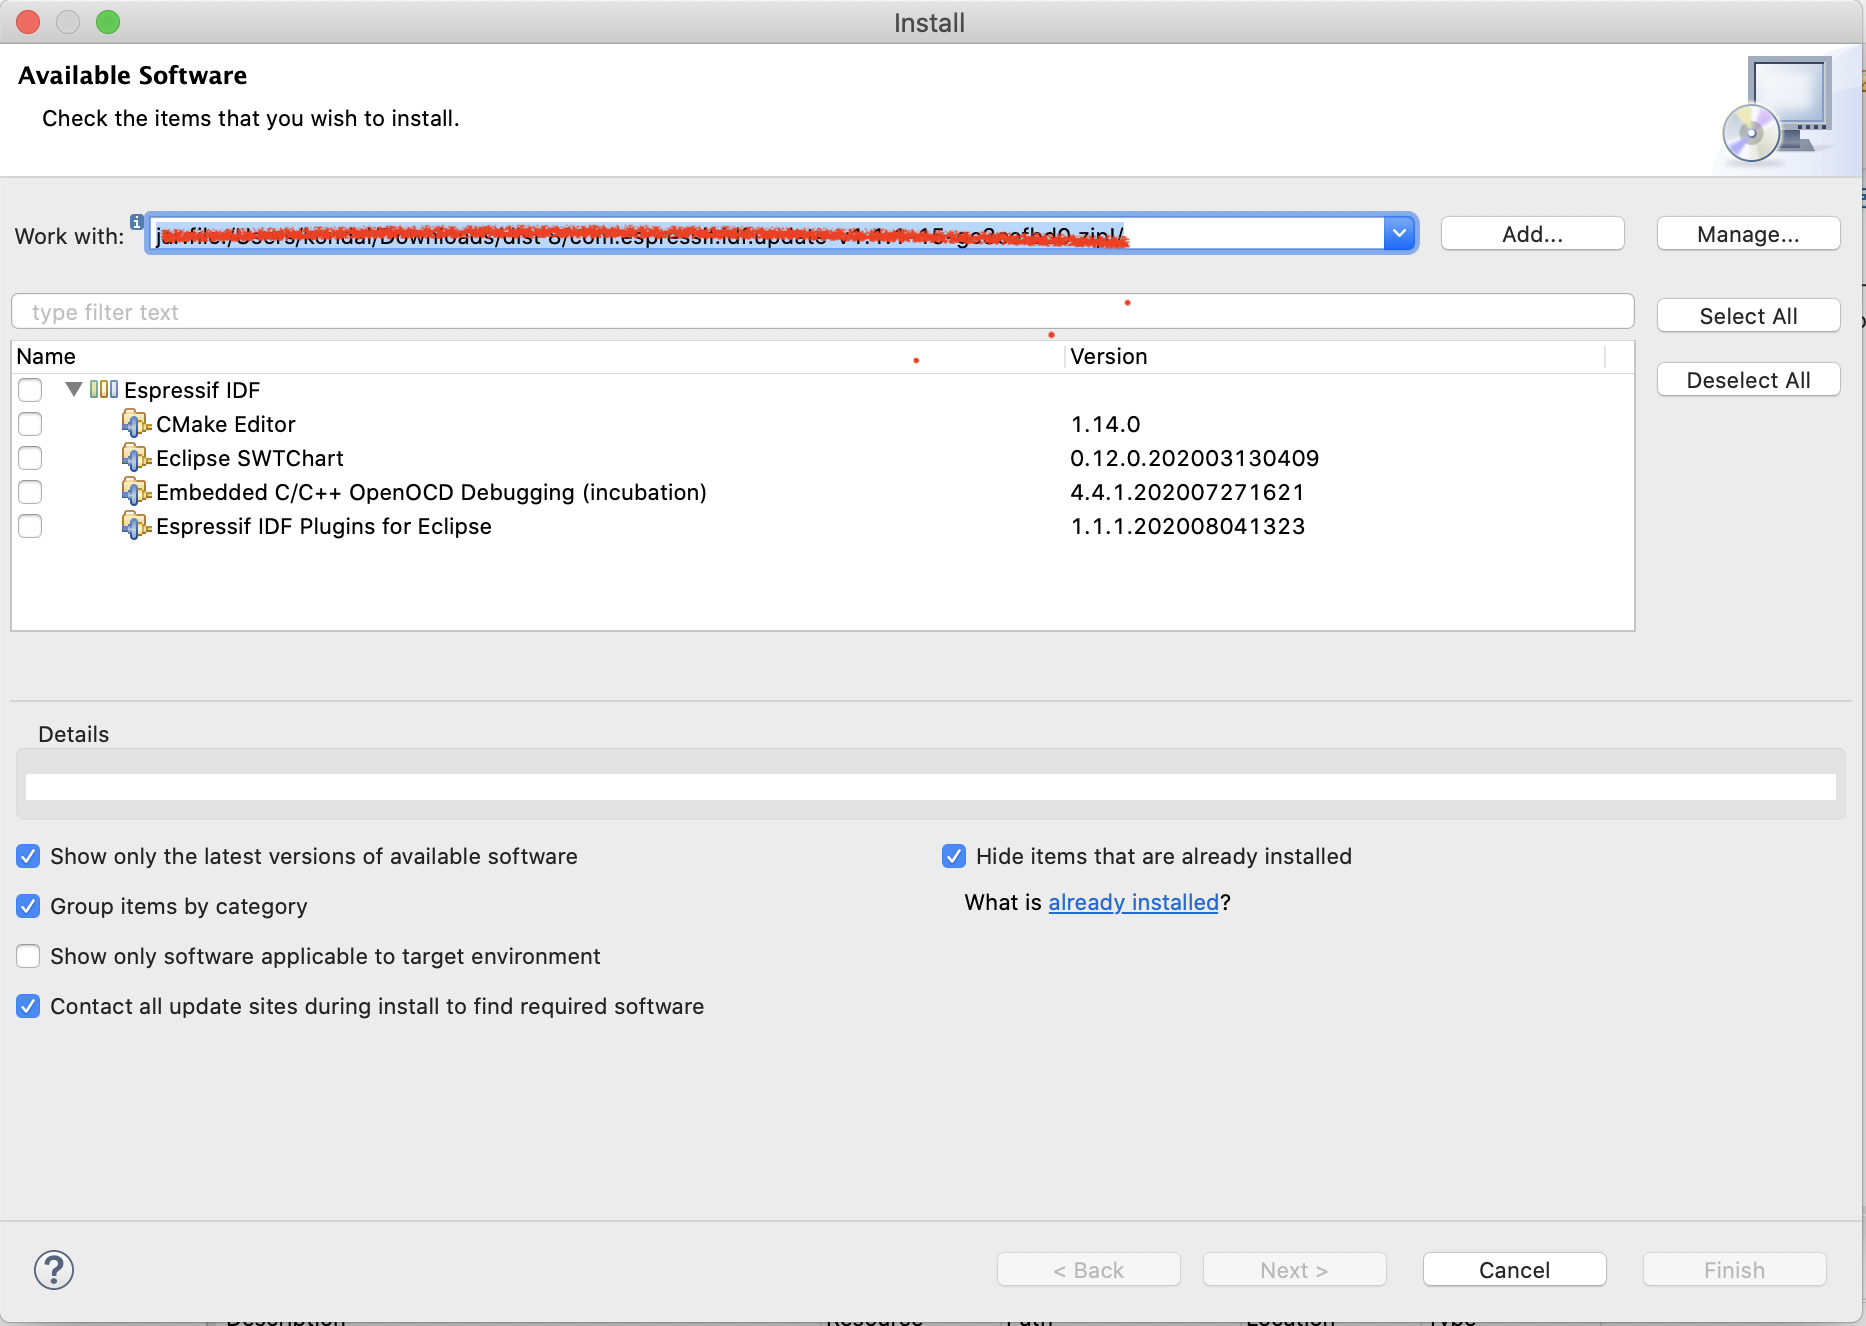 Install
Available Software
Check the items that you wish to install.
Work with:
Add...
Manage...
type filter text
Select All
Name Version
Deselect All
Espressif IDF
CMake Editor 1.14.0
Eclipse SWTChart 0.12.0.202003130409
Embedded C/C++ OpenOCD Debugging (incubation) 4.4.1.202007271621
Espressif IDF Plugins for Eclipse 1.1.1.202008041323
Details
Show only the latest versions of available software
Hide items that are already installed
Group items by category
What is already installed?
Show only software applicable to target environment
Contact all update sites during install to find required software
?
< Back
Next >
Cancel
Finish